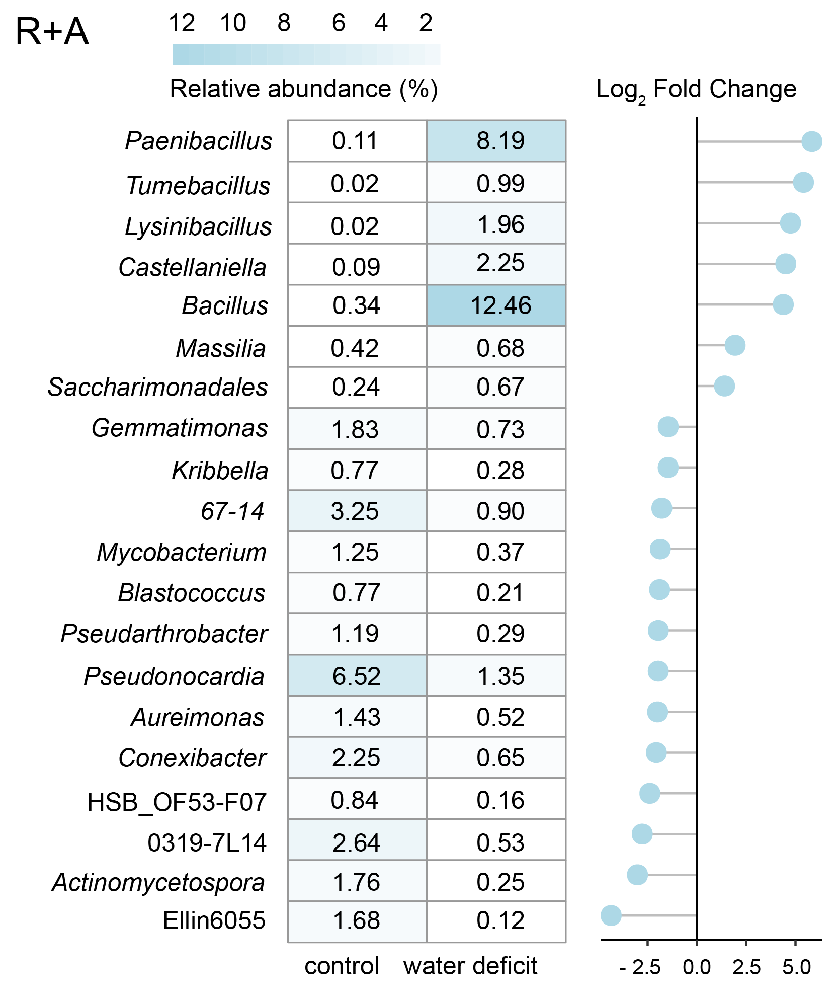 R+A
12 10 8 6 4 2
Relative abundance (%)
Log2 Fold Change
Paenibacillus 0.11 8.19
Tumebacillus 0.02 0.99
Lysinibacillus 0.02 1.96
Castellaniella 0.09 2.25
Bacillus 0.34 12.46
Massilia 0.42 0.68
Saccharimonadales 0.24 0.67
Gemmatimonas 1.83 0.73
Kribbella 0.77 0.28
67-14 3.25 0.90
Mycobacterium 1.25 0.37
Blastococcus 0.77 0.21
Pseudarthrobacter 1.19 0.29
Pseudonocardia 6.52 1.35
Aureimonas 1.43 0.52
Conexibacter 2.25 0.65
HSB_OF53-F07 0.84 0.16
0319-7L14 2.64 0.53
Actinomycetospora 1.76 0.25
Ellin6055 1.68 0.12
control water deficit
- 2.5 0.0 2.5 5.0